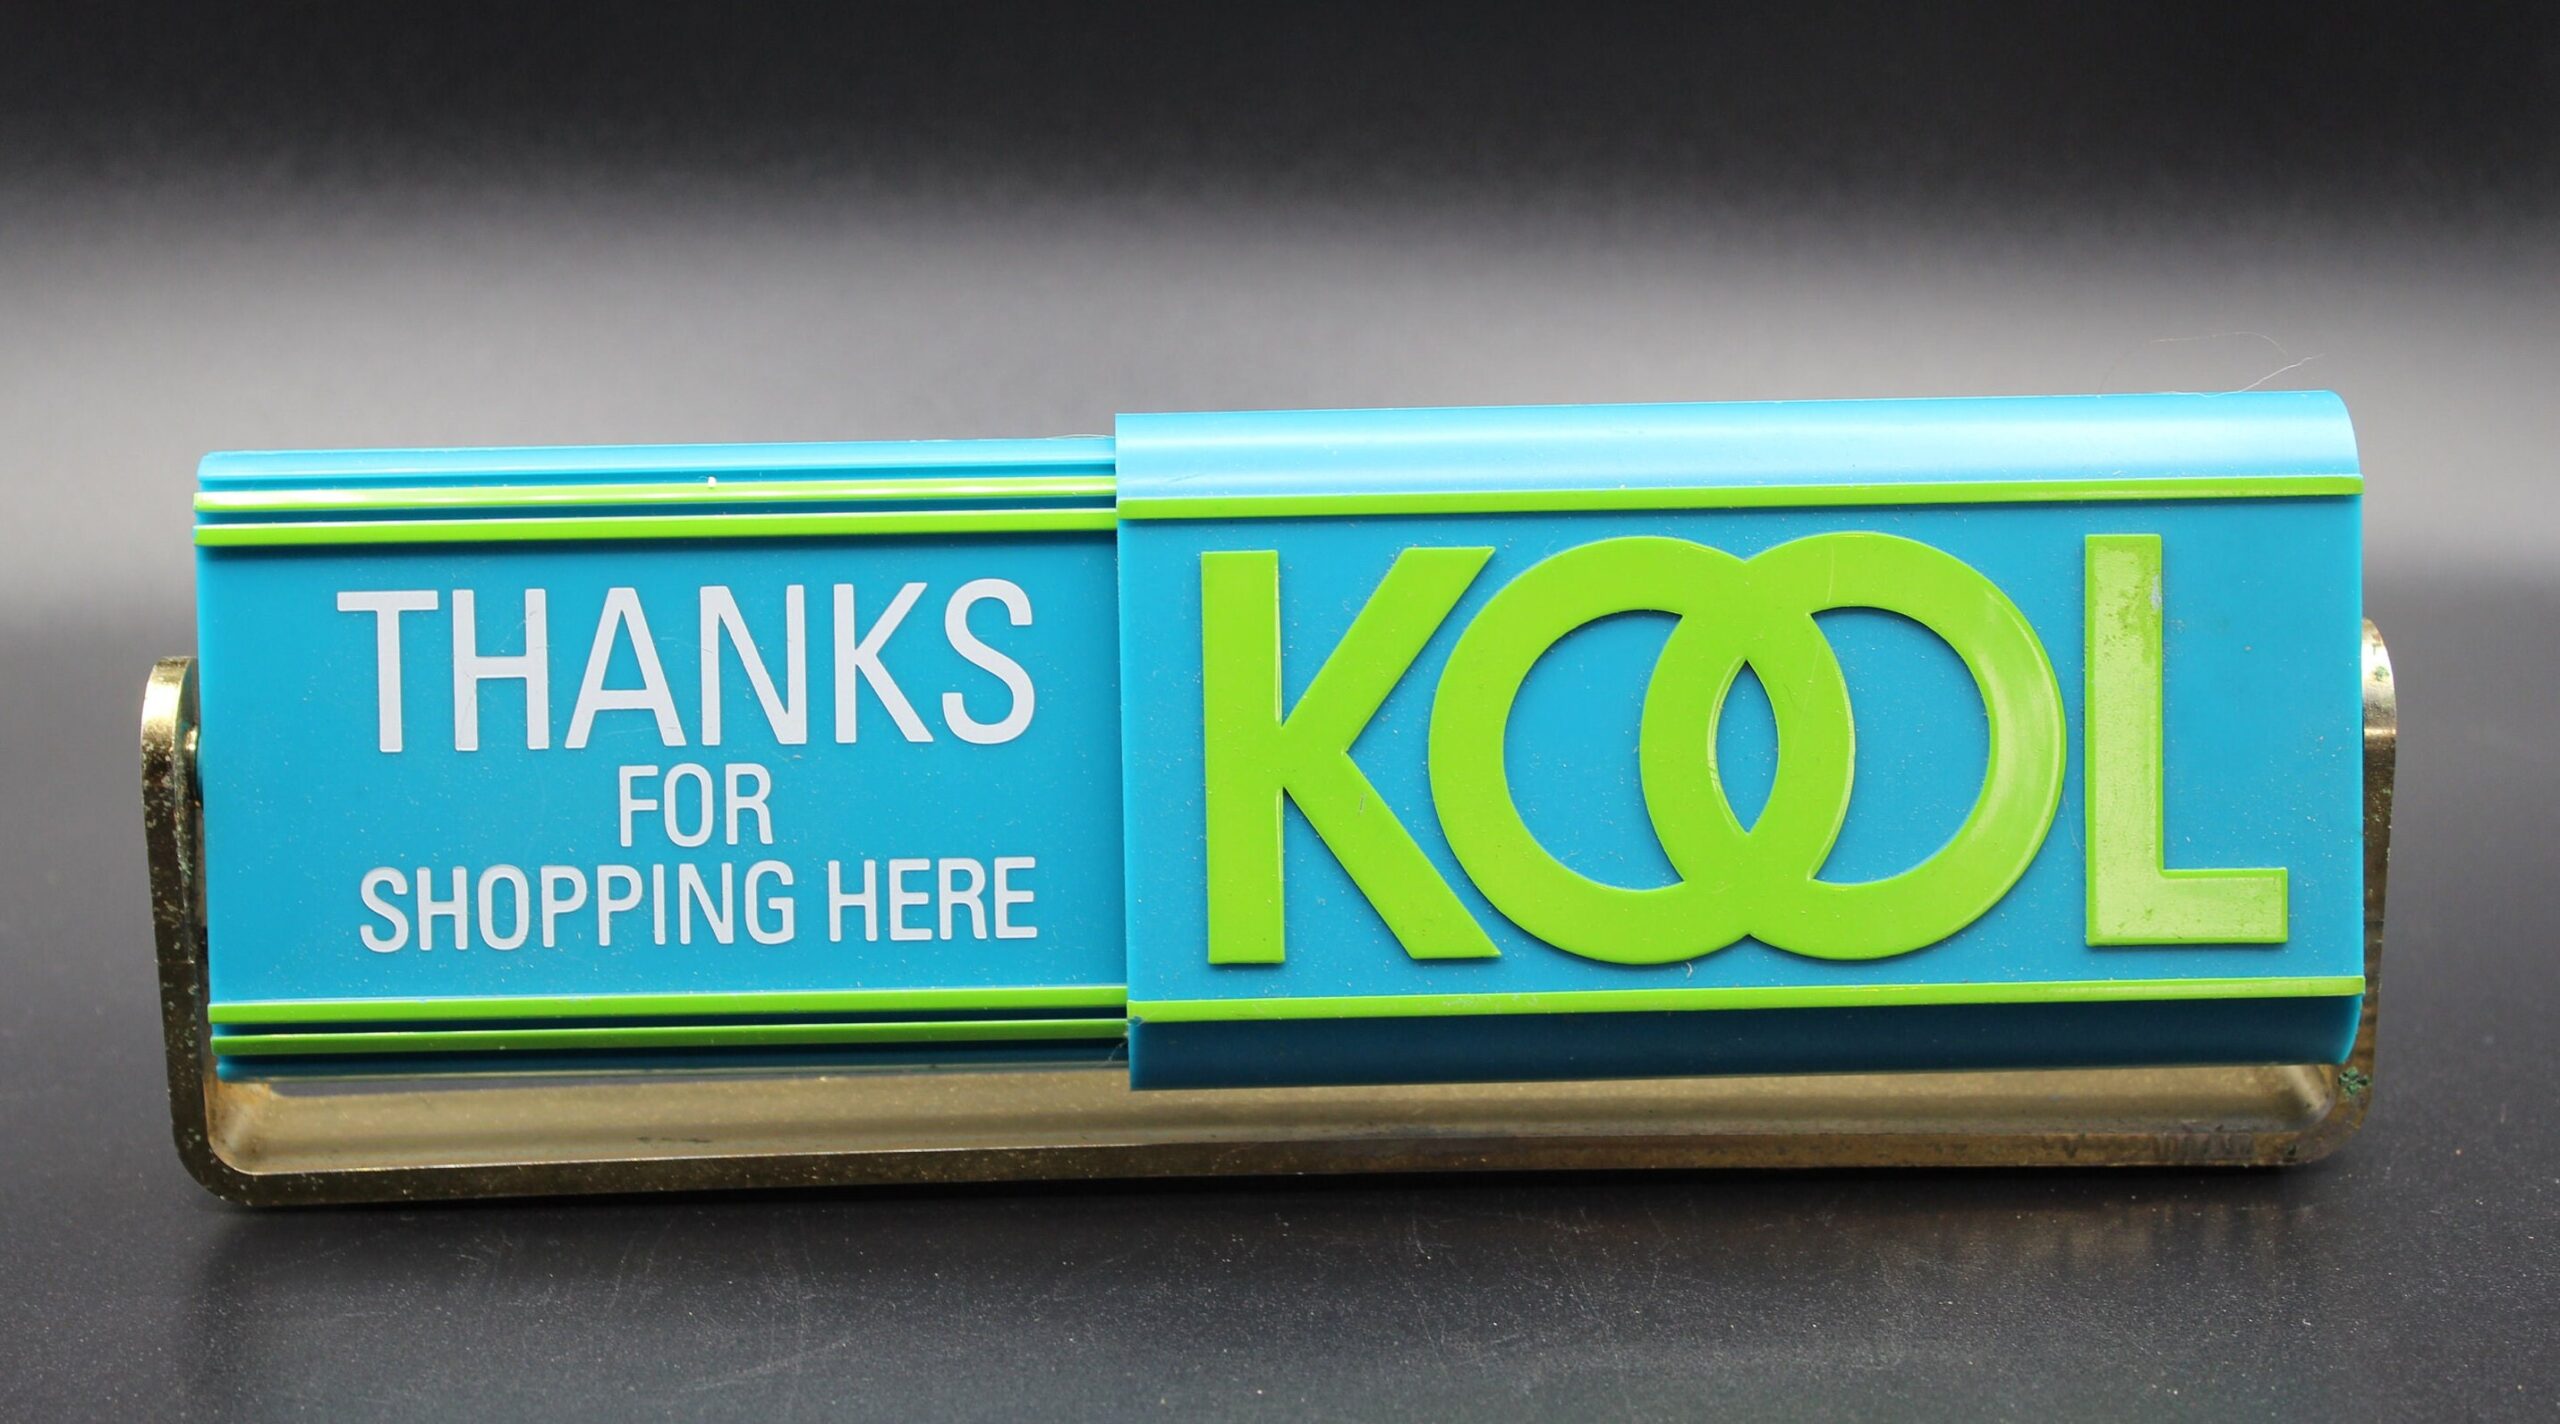 THANKS
FOR
SHOPPING HERE
KOOL